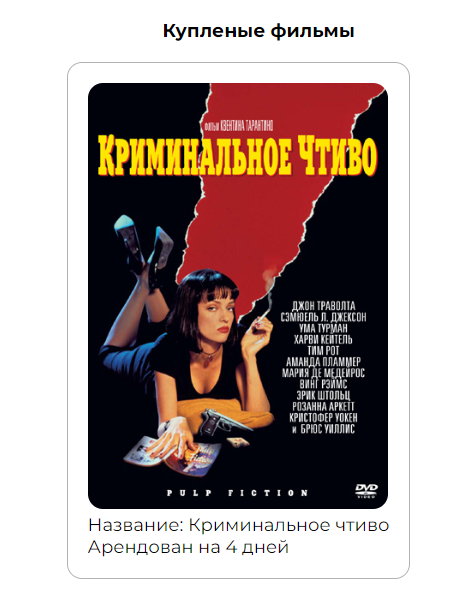 Купленые фильмы
ФИЛЬМ КВЕНТИНА ТАРАНТИНО
КРИМИНАЛЬНОЕ ЧТИВО
ДЖОН ТРАВОЛТА
СЭМЮЕЛЬ Л. ДЖЕКСОН
УМА ТУРМАН
ХАРВИ КЕЙТЕЛЬ
ТИМ РОТ
АМАНДА ПЛАММЕР
МАРИЯ ДЕ МЕДЕЙРОС
ВИНГ РЭЙМС
ЭРИК ШТОЛЬЦ
РОЗАННА АРКЕТТ
КРИСТОФЕР УОКЕН
и БРЮС УИЛЛИС
DVD
VIDEO
PULP FICTION
Название: Криминальное чтиво
Арендован на 4 дней